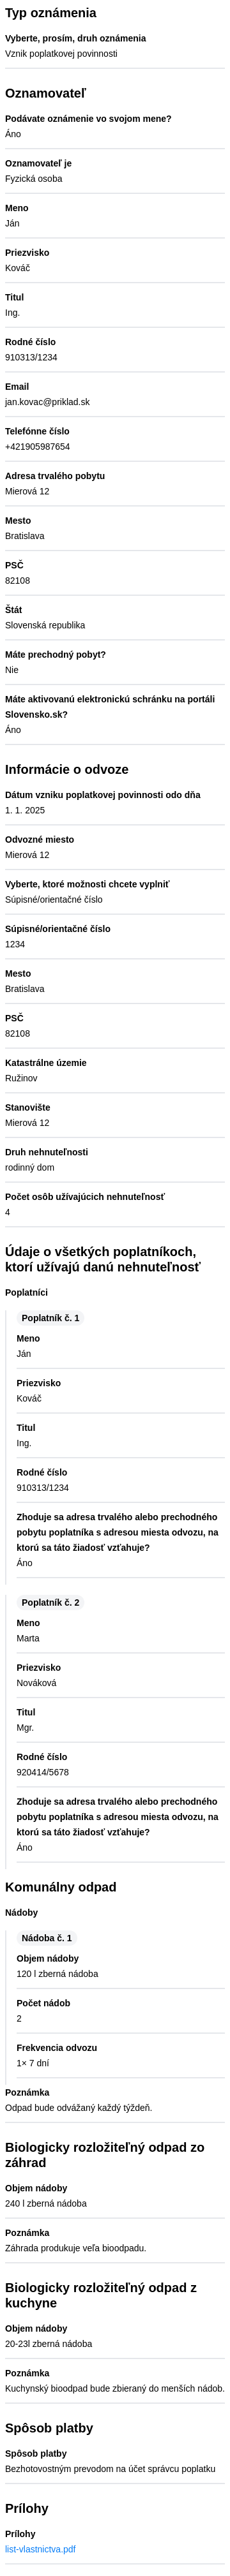 Typ oznámenia
Vyberte, prosím, druh oznámenia
Vznik poplatkovej povinnosti
Oznamovateľ
Podávate oznámenie vo svojom mene?
Áno
Oznamovateľ je
Fyzická osoba
Meno
Ján
Priezvisko
Kováč
Titul
Ing.
Rodné číslo
910313/1234
Email
jan.kovac@priklad.sk
Telefónne číslo
+421905987654
Adresa trvalého pobytu
Mierová 12
Mesto
Bratislava
PSČ
82108
Štát
Slovenská republika
Máte prechodný pobyt?
Nie
Máte aktivovanú elektronickú schránku na portáli
Slovensko.sk?
Áno
Informácie o odvoze
Dátum vzniku poplatkovej povinnosti odo dňa
1. 1. 2025
Odvozné miesto
Mierová 12
Vyberte, ktoré možnosti chcete vyplniť
Súpisné/orientačné číslo
Súpisné/orientačné číslo
1234
Mesto
Bratislava
PSČ
82108
Katastrálne územie
Ružinov
Stanovište
Mierová 12
Druh nehnuteľnosti
rodinný dom
Počet osôb užívajúcich nehnuteľnosť
4
Údaje o všetkých poplatníkoch,
ktorí užívajú danú nehnuteľnosť
Poplatníci
Poplatník č. 1
Meno
Ján
Priezvisko
Kováč
Titul
Ing.
Rodné číslo
910313/1234
Zhoduje sa adresa trvalého alebo prechodného
pobytu poplatníka s adresou miesta odvozu, na
ktorú sa táto žiadosť vzťahuje?
Áno
Poplatník č. 2
Meno
Marta
Priezvisko
Nováková
Titul
Mgr.
Rodné číslo
920414/5678
Zhoduje sa adresa trvalého alebo prechodného
pobytu poplatníka s adresou miesta odvozu, na
ktorú sa táto žiadosť vzťahuje?
Áno
Komunálny odpad
Nádoby
Nádoba č. 1
Objem nádoby
120 l zberná nádoba
Počet nádob
2
Frekvencia odvozu
1× 7 dní
Poznámka
Odpad bude odvážaný každý týždeň.
Biologicky rozložiteľný odpad zo
záhrad
Objem nádoby
240 l zberná nádoba
Poznámka
Záhrada produkuje veľa bioodpadu.
Biologicky rozložiteľný odpad z
kuchyne
Objem nádoby
20-23l zberná nádoba
Poznámka
Kuchynský bioodpad bude zbieraný do menších nádob.
Spôsob platby
Spôsob platby
Bezhotovostným prevodom na účet správcu poplatku
Prílohy
Prílohy
list-vlastnictva.pdf